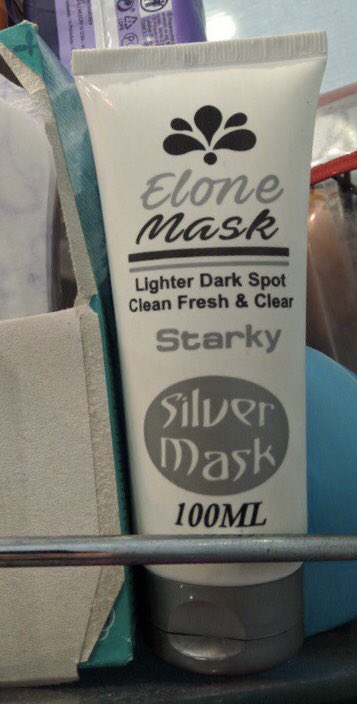 Elone
Mask
Lighter Dark Spot
Clean Fresh & Clear
Starky
Silver
Mask
100ML